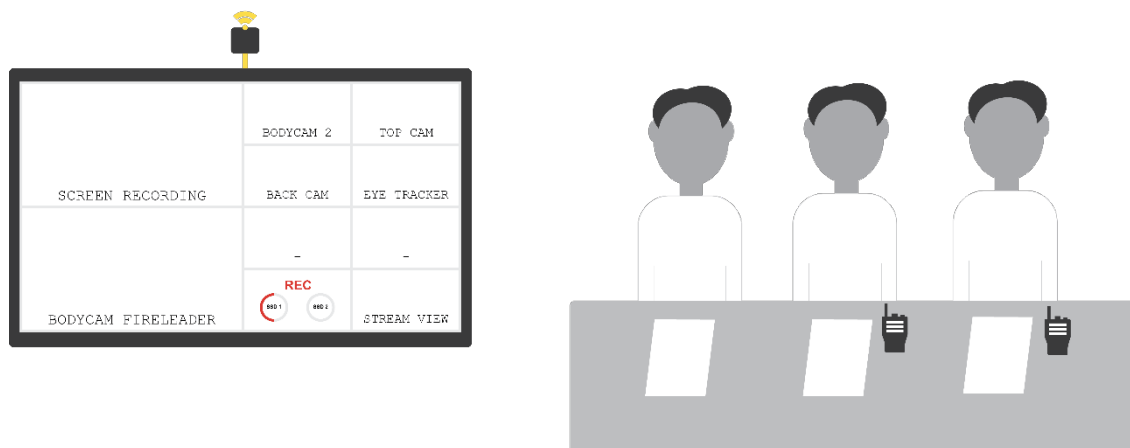 BODYCAM 2
TOP CAM
SCREEN RECORDING
BACK CAM
EYE TRACKER
-
-
REC
SSD 1
SSD 2
BODYCAM FIRELEADER
STREAM VIEW